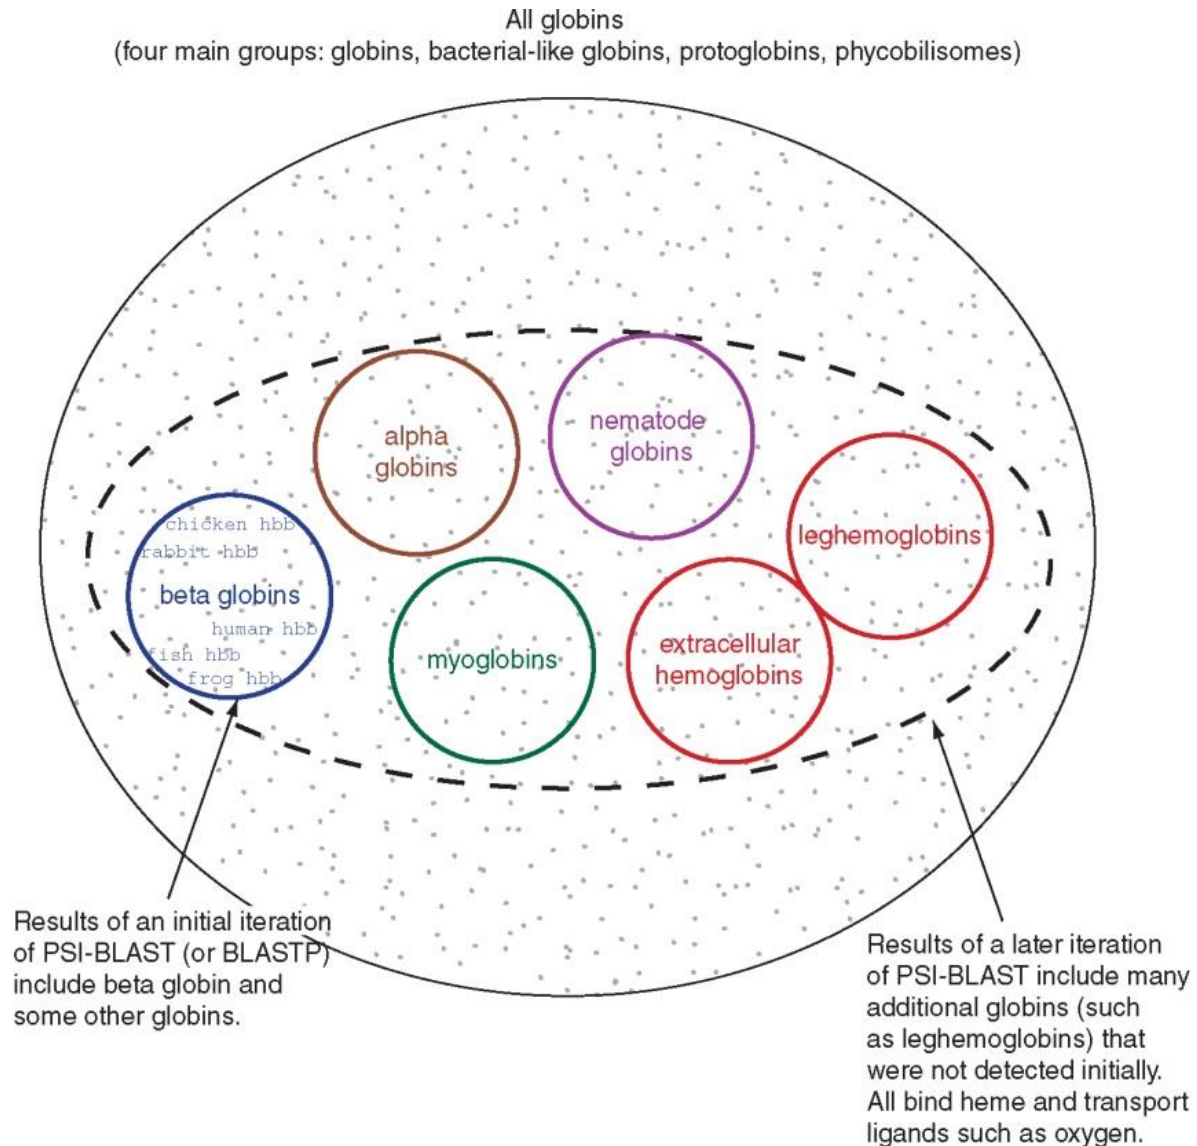 All globins
(four main groups: globins, bacterial-like globins, protoglobins, phycobilisomes)
alpha
globins
nematode
globins
chicken hbb
rabbit hbb
beta globins
human hbb
fish hbb
frog hbb
myoglobins
extracellular
hemoglobins
leghemoglobins
Results of an initial iteration
of PSI-BLAST (or BLASTP)
include beta globin and
some other globins.
Results of a later iteration
of PSI-BLAST include many
additional globins (such
as leghemoglobins) that
were not detected initially.
All bind heme and transport
ligands such as oxygen.